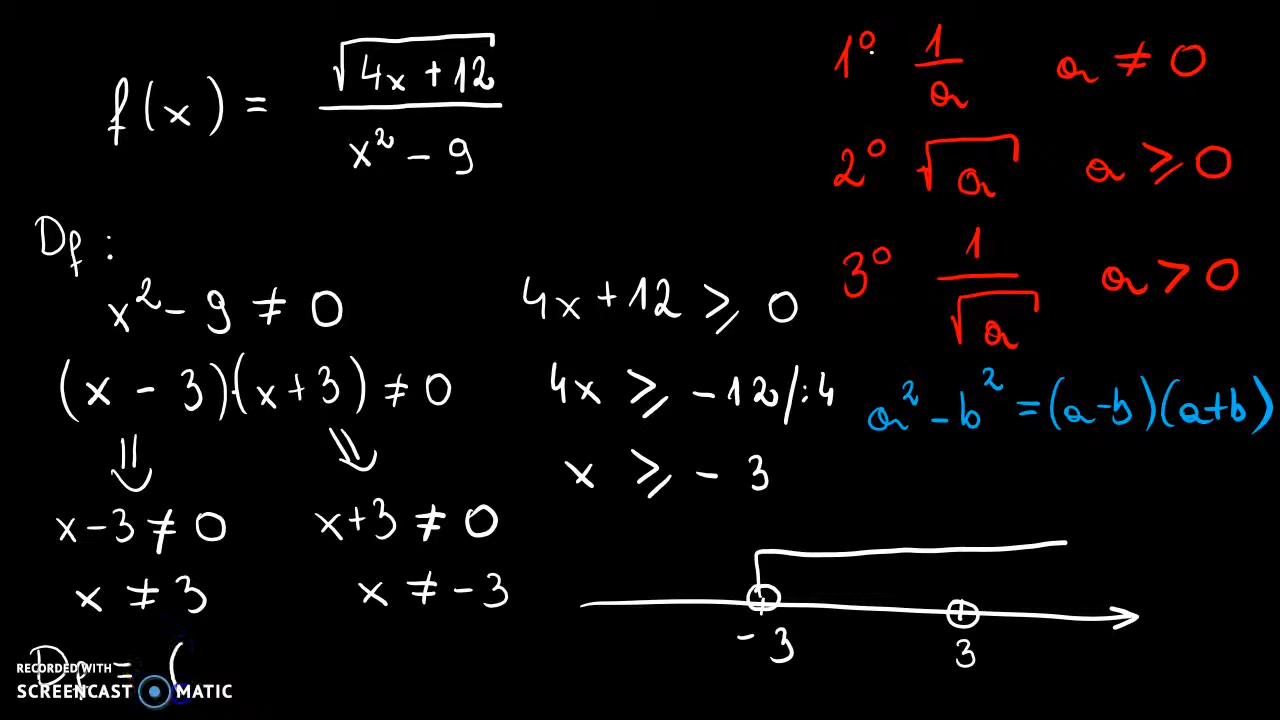 f(x) = √(4x+12) / (x² - 9)
Df :
x² - 9 ≠ 0
(x - 3)·(x + 3) ≠ 0
⇓ ⇓
x - 3 ≠ 0 x + 3 ≠ 0
x ≠ 3 x ≠ -3
Df = (
4x + 12 ⩾ 0
4x ⩾ -12 /:4
x ⩾ - 3
-3 3
1° 1/a a ≠ 0
2° √a a ⩾ 0
3° 1/√a a > 0
a² - b² = (a-b)(a+b)
RECORDED WITH
SCREENCAST MATIC